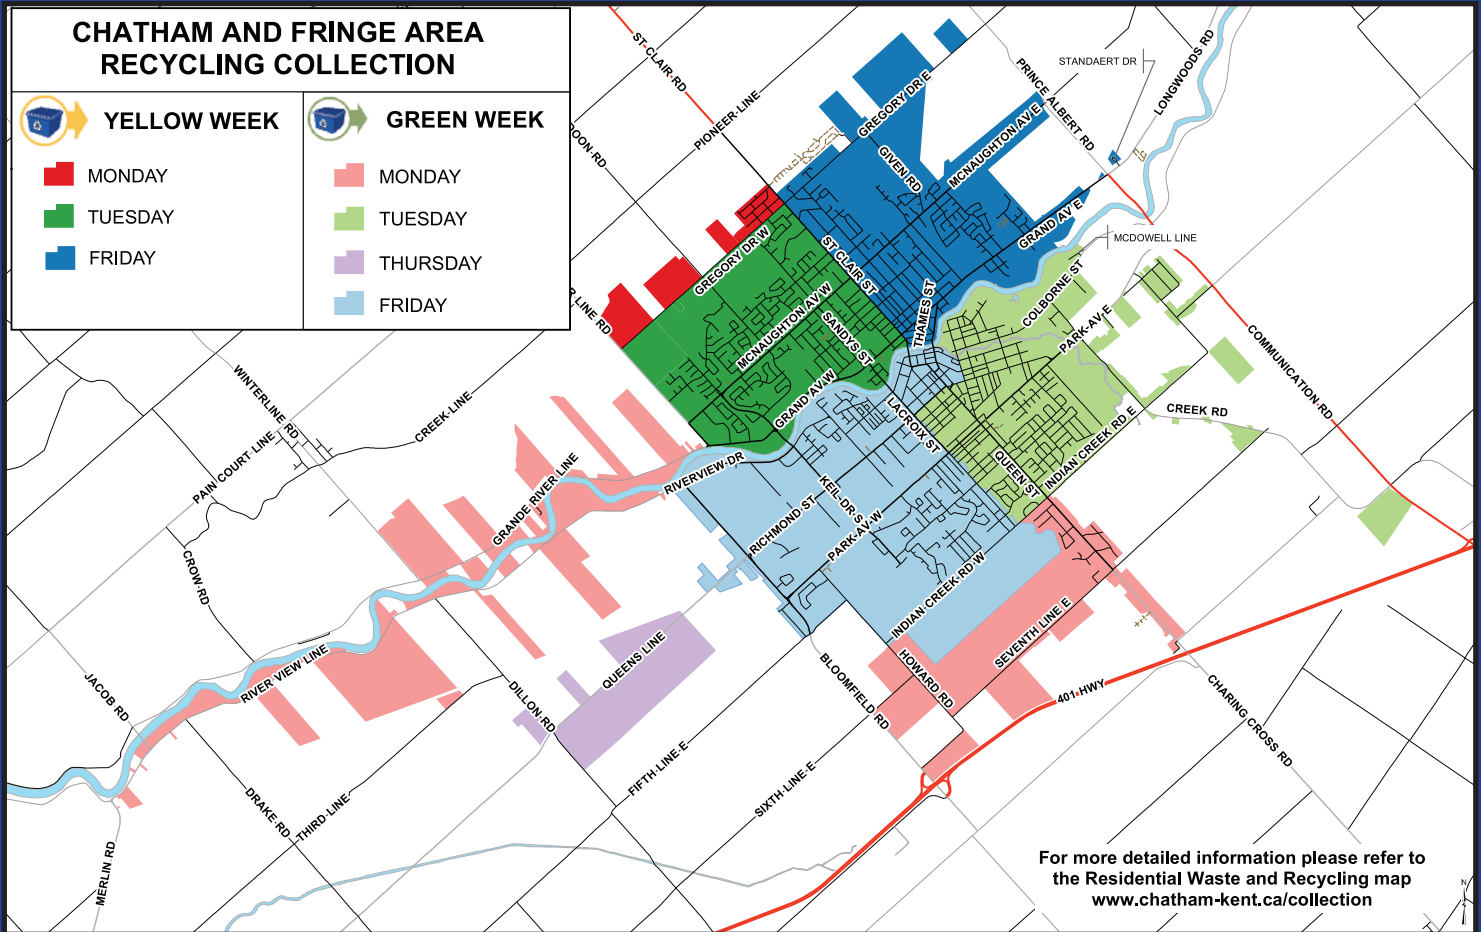 CHATHAM AND FRINGE AREA
RECYCLING COLLECTION
YELLOW WEEK
GREEN WEEK
MONDAY
TUESDAY
FRIDAY
MONDAY
TUESDAY
THURSDAY
FRIDAY
ST CLAIR RD
PIONEER LINE
OON RD
R LINE RD
GREGORY DR E
GIVEN RD
MCNAUGHTON AV E
PRINCE ALBERT RD
STANDAERT DR
LONGWOODS RD
GRAND AV E
MCDOWELL LINE
GREGORY DR W
ST CLAIR ST
MCNAUGHTON AV W
SANDYS ST
THAMES ST
COLBORNE ST
PARK AV E
COMMUNICATION RD
GRAND AV W
LACROIX ST
CREEK RD
INDIAN CREEK RD E
QUEEN ST
WINTERLINE RD
CREEK LINE
PAIN COURT LINE
GRANDE RIVER LINE
RIVERVIEW DR
KEIL DR S
RICHMOND ST
PARK AV W
INDIAN CREEK RD W
CROW RD
SEVENTH LINE E
HOWARD RD
QUEENS LINE
RIVER VIEW LINE
JACOB RD
DILLON RD
BLOOMFIELD RD
401 HWY
CHARING CROSS RD
FIFTH LINE E
SIXTH LINE E
DRAKE RD
THIRD LINE
MERLIN RD
For more detailed information please refer to
the Residential Waste and Recycling map
www.chatham-kent.ca/collection
N